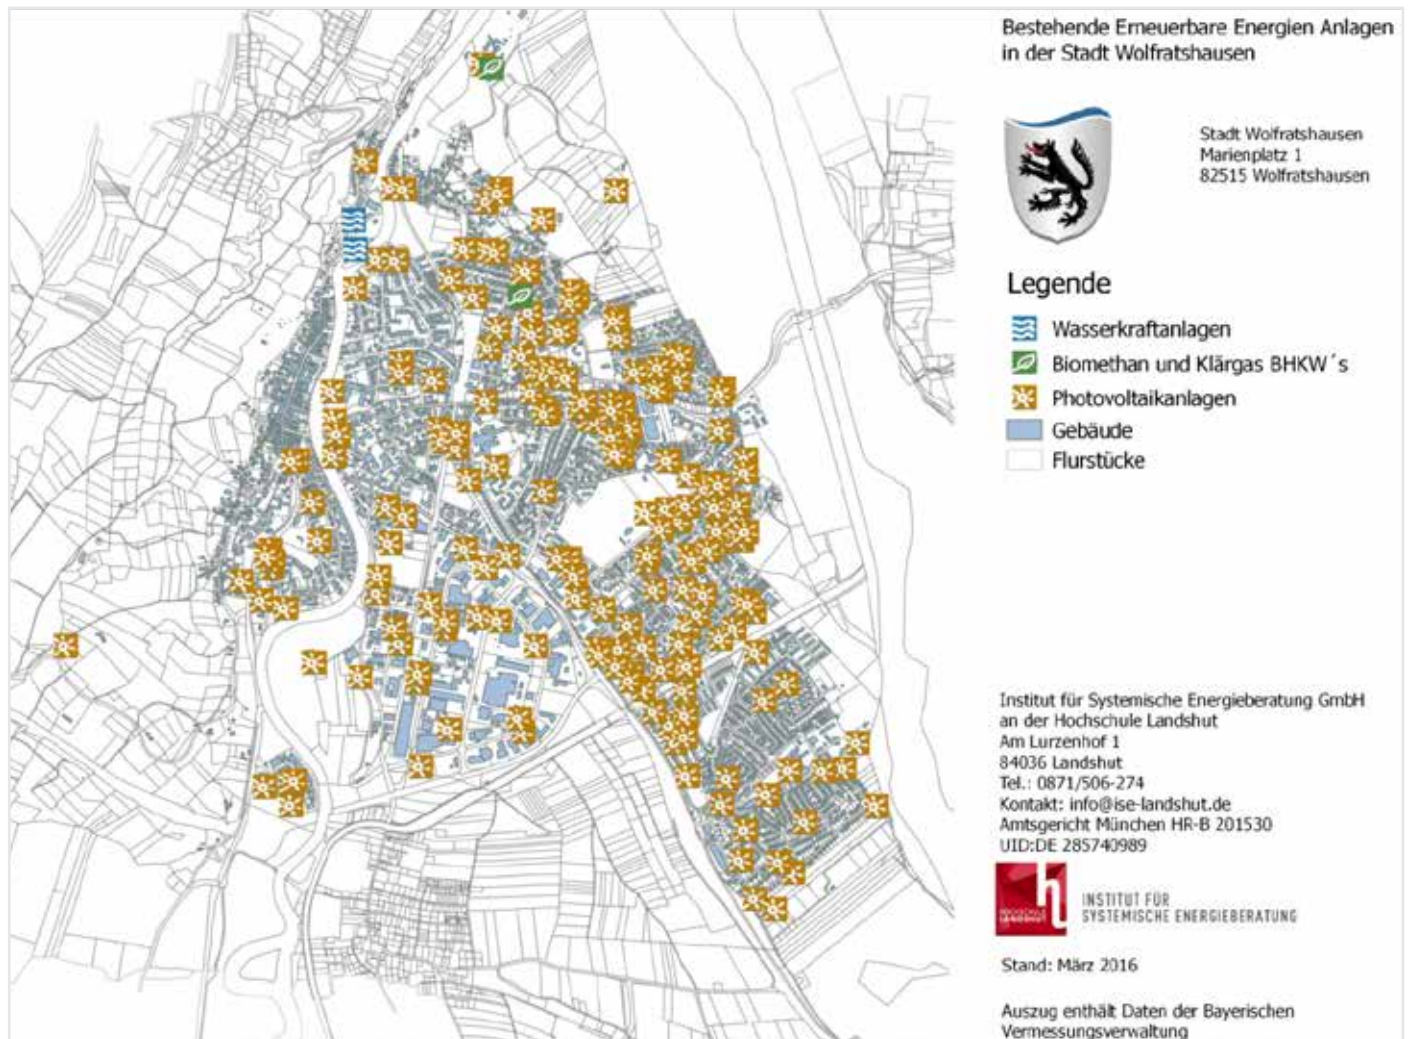 Bestehende Erneuerbare Energien Anlagen
in der Stadt Wolfratshausen
Stadt Wolfratshausen
Marienplatz 1
82515 Wolfratshausen
Legende
Wasserkraftanlagen
Biomethan und Klärgas BHKW´s
Photovoltaikanlagen
Gebäude
Flurstücke
Institut für Systemische Energieberatung GmbH
an der Hochschule Landshut
Am Lurzenhof 1
84036 Landshut
Tel.: 0871/506-274
Kontakt: info@ise-landshut.de
Amtsgericht München HR-B 201530
UID:DE 285740989
HOCHSCHULE
LANDSHUT
INSTITUT FÜR
SYSTEMISCHE ENERGIEBERATUNG
Stand: März 2016
Auszug enthält Daten der Bayerischen
Vermessungsverwaltung